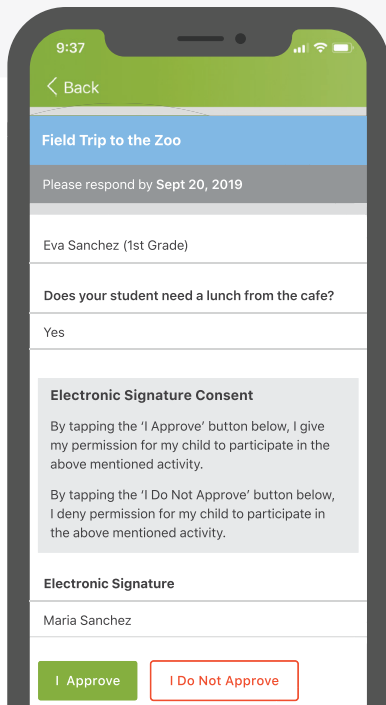 9:37
Back
Field Trip to the Zoo
Please respond by Sept 20, 2019
Eva Sanchez (1st Grade)
Does your student need a lunch from the cafe?
Yes
Electronic Signature Consent
By tapping the ‘I Approve’ button below, I give
my permission for my child to participate in the
above mentioned activity.
By tapping the ‘I Do Not Approve’ button below,
I deny permission for my child to participate in
the above mentioned activity.
Electronic Signature
Maria Sanchez
I Approve
I Do Not Approve